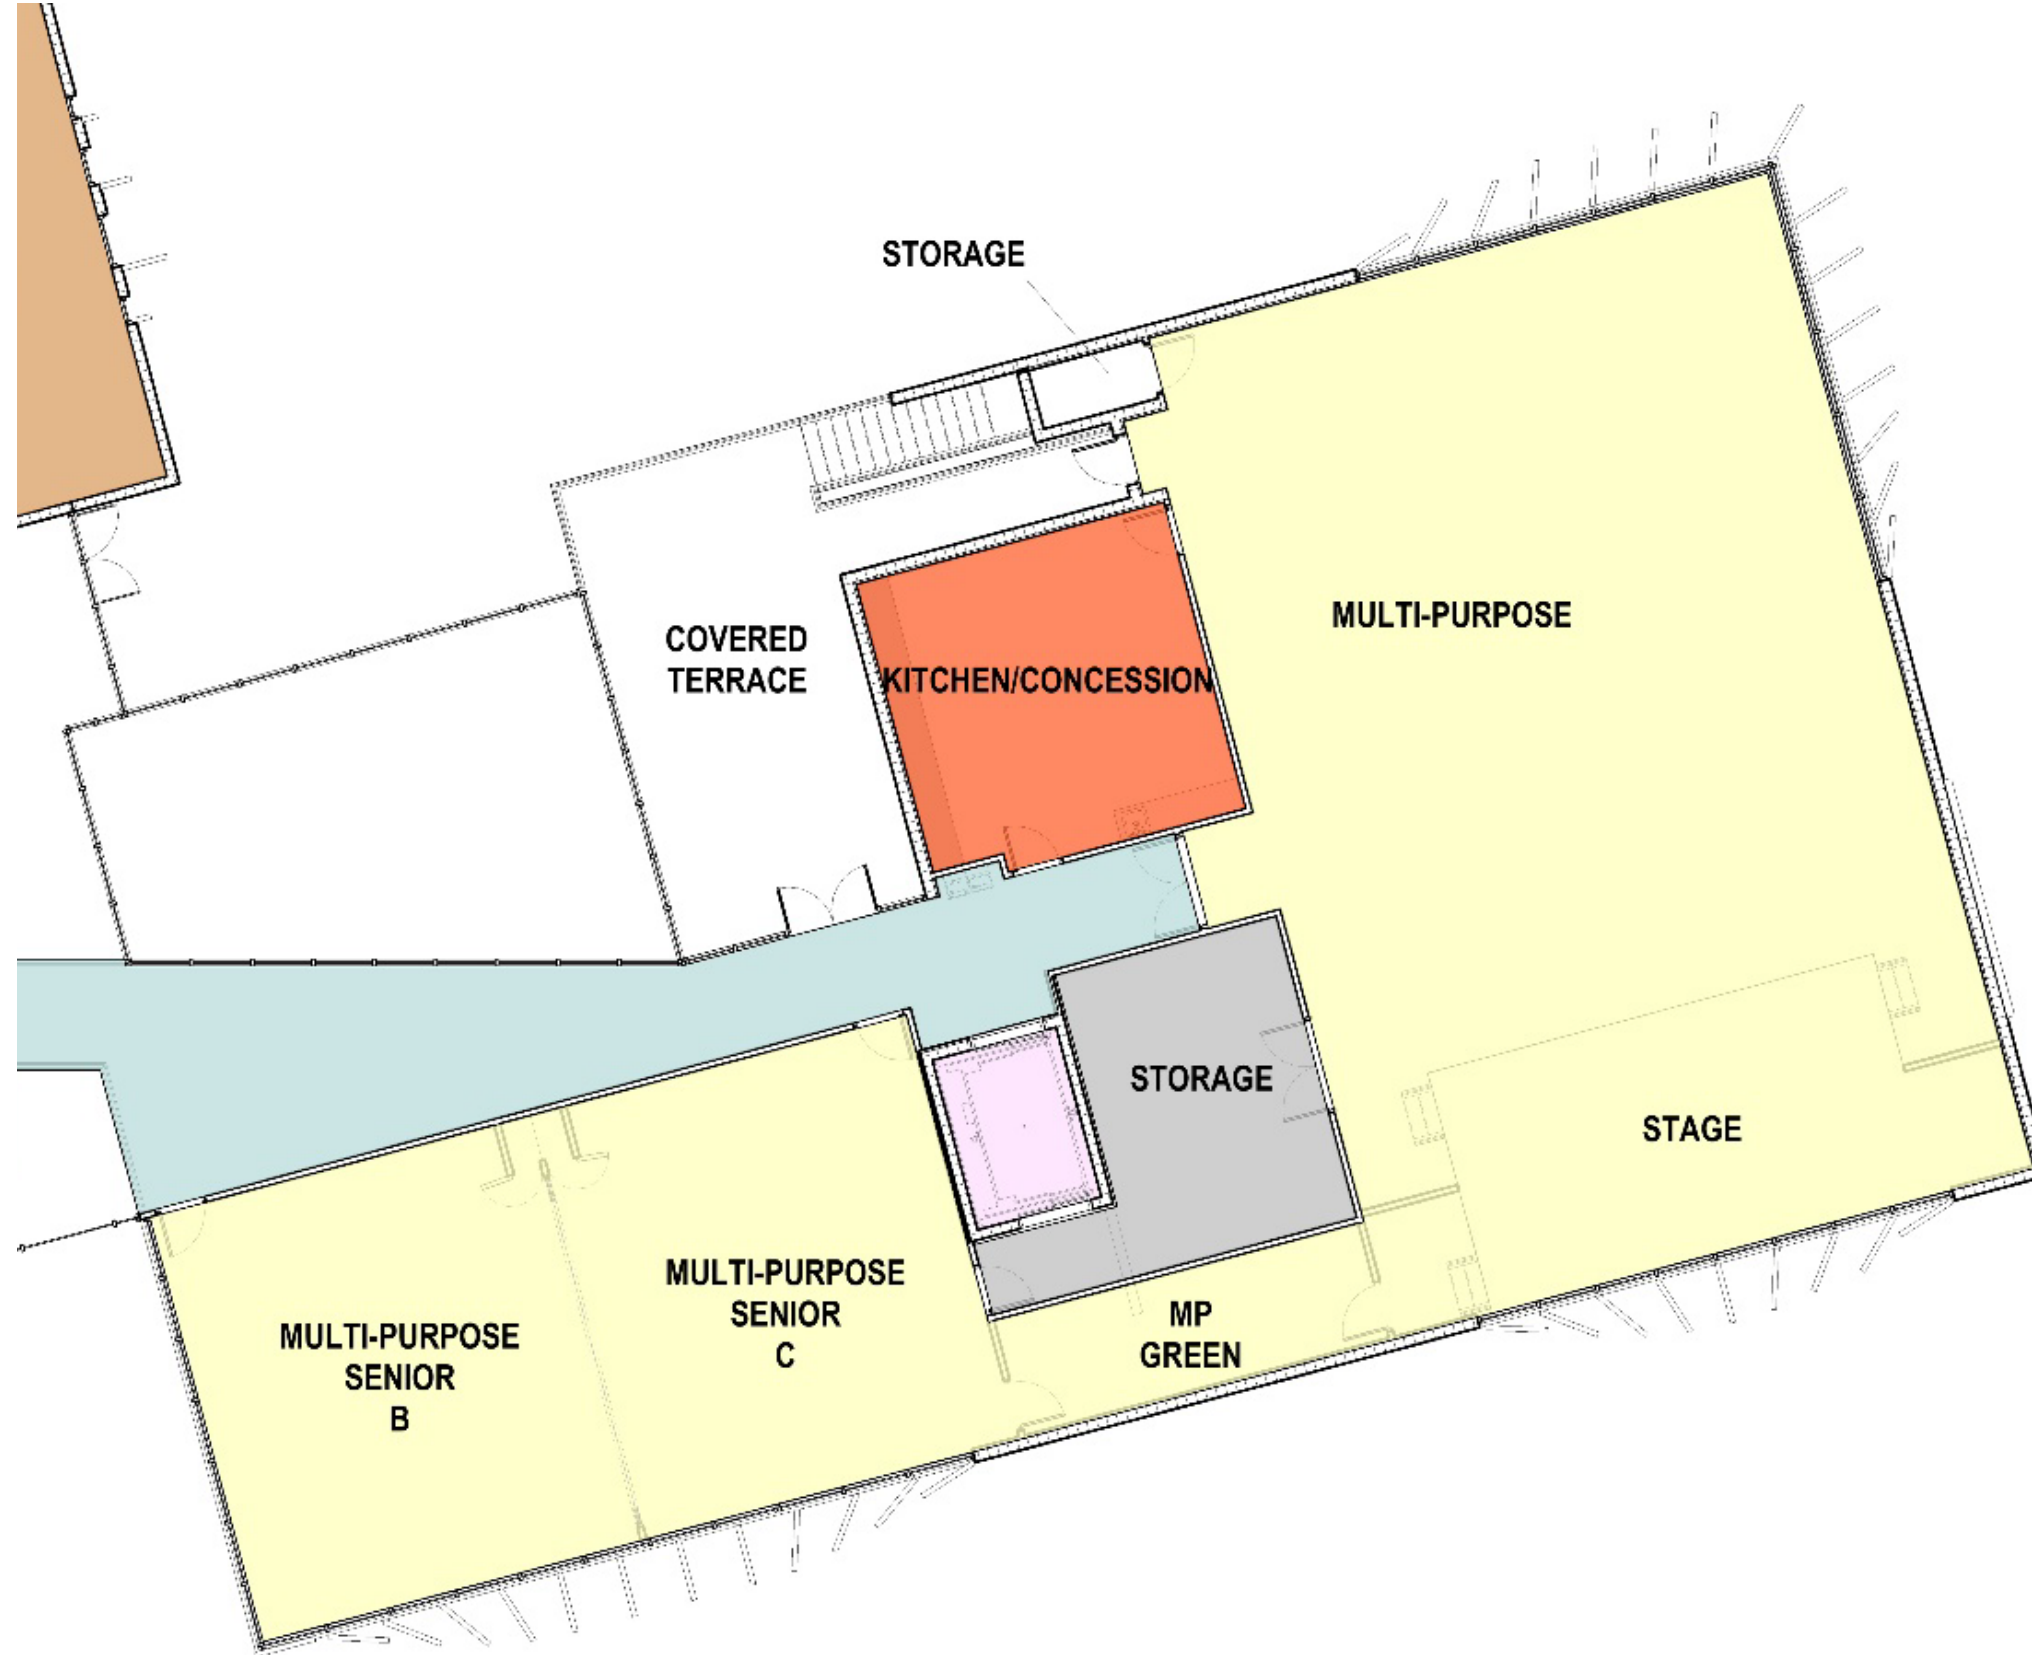 STORAGE
COVERED
TERRACE
KITCHEN/CONCESSION
MULTI-PURPOSE
STORAGE
STAGE
MULTI-PURPOSE
SENIOR
B
MULTI-PURPOSE
SENIOR
C
MP
GREEN